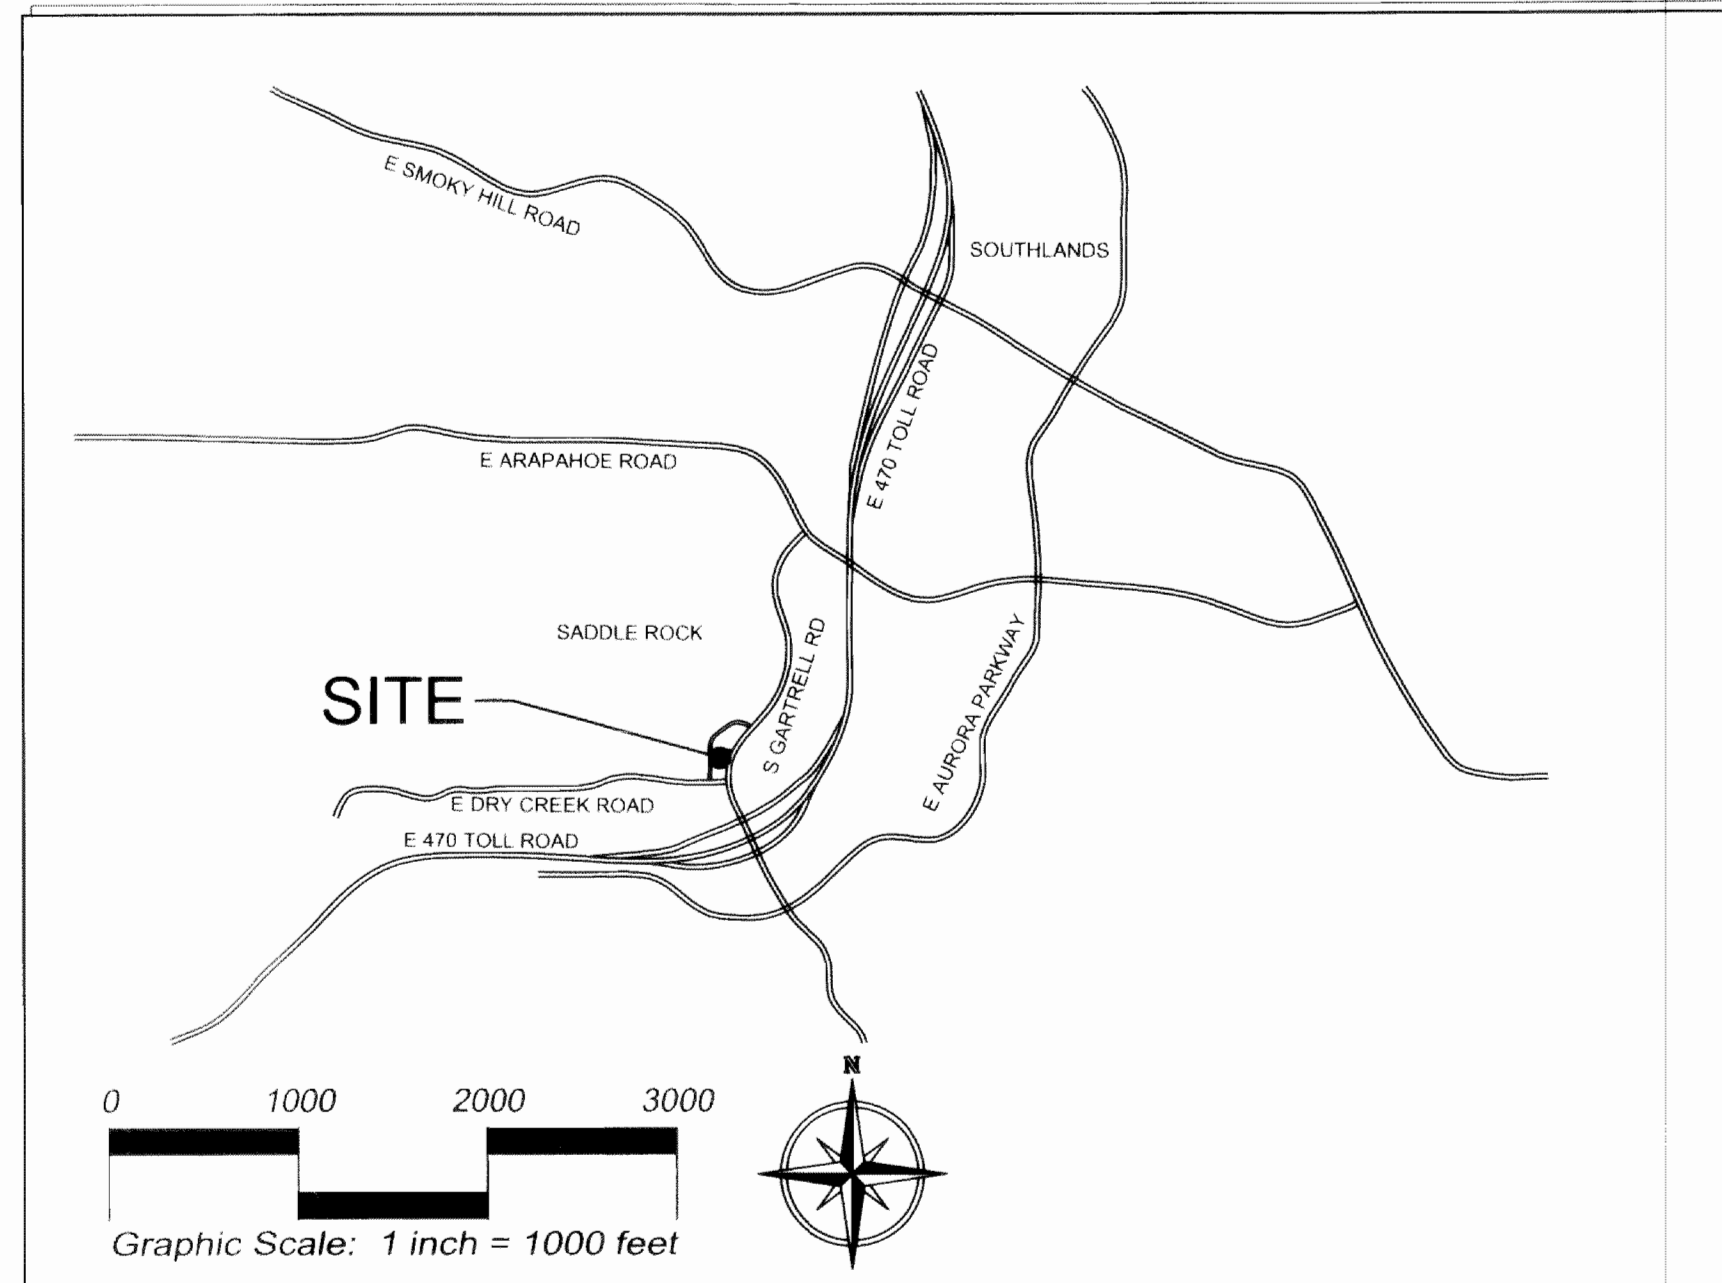 E SMOKY HILL ROAD
SOUTHLANDS
E 470 TOLL ROAD
E ARAPAHOE ROAD
SADDLE ROCK
S GARTRELL RD
E AURORA PARKWAY
SITE
E DRY CREEK ROAD
E 470 TOLL ROAD
N
0 1000 2000 3000
Graphic Scale: 1 inch = 1000 feet